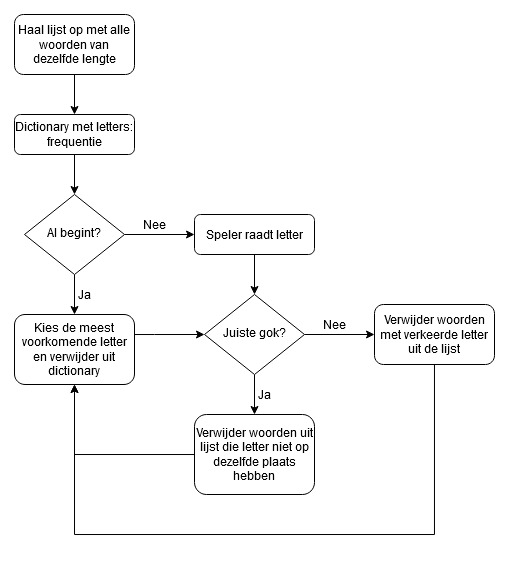 Haal lijst op met alle
woorden van
dezelfde lengte
Dictionary met letters:
frequentie
AI begint?
Nee
Speler raadt letter
Ja
Kies de meest
voorkomende letter
en verwijder uit
dictionary
Juiste gok?
Nee
Verwijder woorden
met verkeerde letter
uit de lijst
Ja
Verwijder woorden uit
lijst die letter niet op
dezelfde plaats
hebben